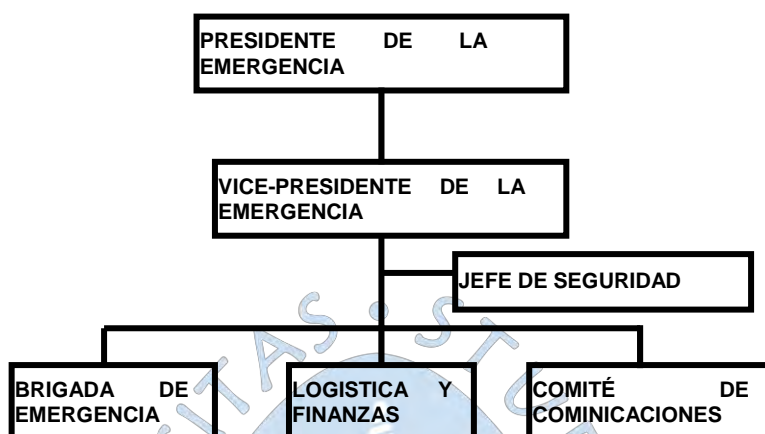 PRESIDENTE DE LA
EMERGENCIA
VICE-PRESIDENTE DE LA
EMERGENCIA
JEFE DE SEGURIDAD
BRIGADA DE
EMERGENCIA
LOGISTICA Y
FINANZAS
COMITÉ DE
COMINICACIONES